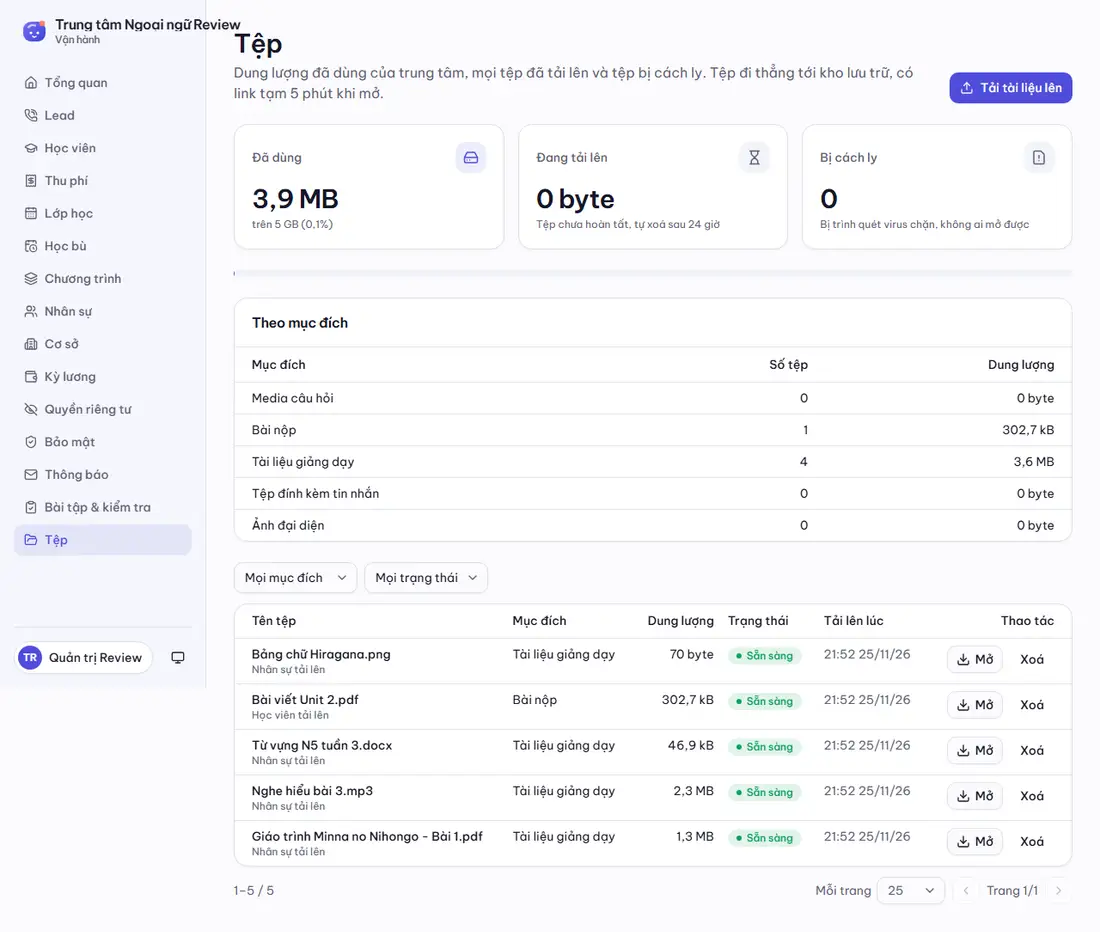 Trung tâm Ngoại ngữ Review
Vận hành
Tổng quan
Lead
Học viên
Thu phí
Lớp học
Học bù
Chương trình
Nhân sự
Cơ sở
Kỳ lương
Quyền riêng tư
Bảo mật
Thông báo
Bài tập & kiểm tra
Tệp
TR Quản trị Review
Tệp
Dung lượng đã dùng của trung tâm, mọi tệp đã tải lên và tệp bị cách ly. Tệp đi thẳng tới kho lưu trữ, có
link tạm 5 phút khi mở.
Tải tài liệu lên
Đã dùng
3,9 MB
trên 5 GB (0,1%)
Đang tải lên
0 byte
Tệp chưa hoàn tất, tự xoá sau 24 giờ
Bị cách ly
0
Bị trình quét virus chặn, không ai mở được
Theo mục đích
Mục đích Số tệp Dung lượng
Media câu hỏi 0 0 byte
Bài nộp 1 302,7 kB
Tài liệu giảng dạy 4 3,6 MB
Tệp đính kèm tin nhắn 0 0 byte
Ảnh đại diện 0 0 byte
Mọi mục đích Mọi trạng thái
Tên tệp Mục đích Dung lượng Trạng thái Tải lên lúc Thao tác
Bảng chữ Hiragana.png Tài liệu giảng dạy 70 byte Sẵn sàng 21:52 25/11/26 Mở Xoá
Nhân sự tải lên
Bài viết Unit 2.pdf Bài nộp 302,7 kB Sẵn sàng 21:52 25/11/26 Mở Xoá
Học viên tải lên
Từ vựng N5 tuần 3.docx Tài liệu giảng dạy 46,9 kB Sẵn sàng 21:52 25/11/26 Mở Xoá
Nhân sự tải lên
Nghe hiểu bài 3.mp3 Tài liệu giảng dạy 2,3 MB Sẵn sàng 21:52 25/11/26 Mở Xoá
Nhân sự tải lên
Giáo trình Minna no Nihongo - Bài 1.pdf Tài liệu giảng dạy 1,3 MB Sẵn sàng 21:52 25/11/26 Mở Xoá
Nhân sự tải lên
1–5 / 5 Mỗi trang 25 Trang 1/1